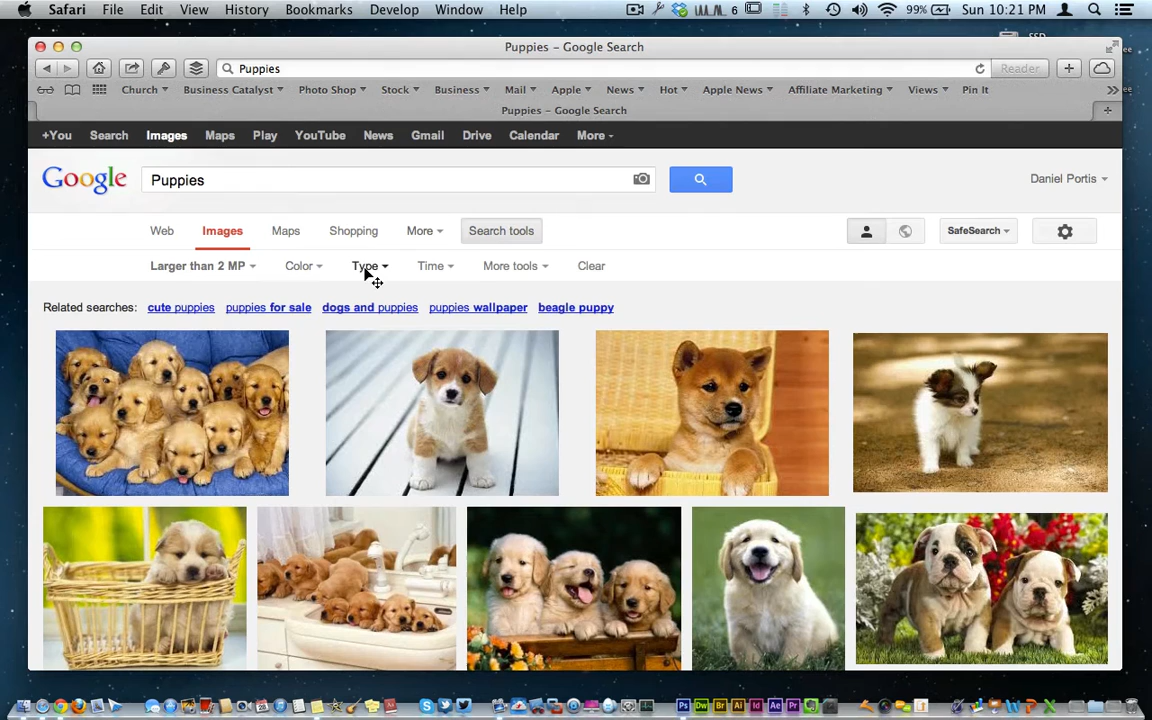 Safari File Edit View History Bookmarks Develop Window Help 6 99% Sun 10:21 PM
Puppies – Google Search
Puppies Reader
Church Business Catalyst Photo Shop Stock Business Mail Apple News Hot Apple News Affiliate Marketing Views Pin It
Puppies – Google Search
+You Search Images Maps Play YouTube News Gmail Drive Calendar More
Google Puppies Daniel Portis
Web Images Maps Shopping More Search tools SafeSearch
Larger than 2 MP Color Type Time More tools Clear
Related searches: cute puppies puppies for sale dogs and puppies puppies wallpaper beagle puppy